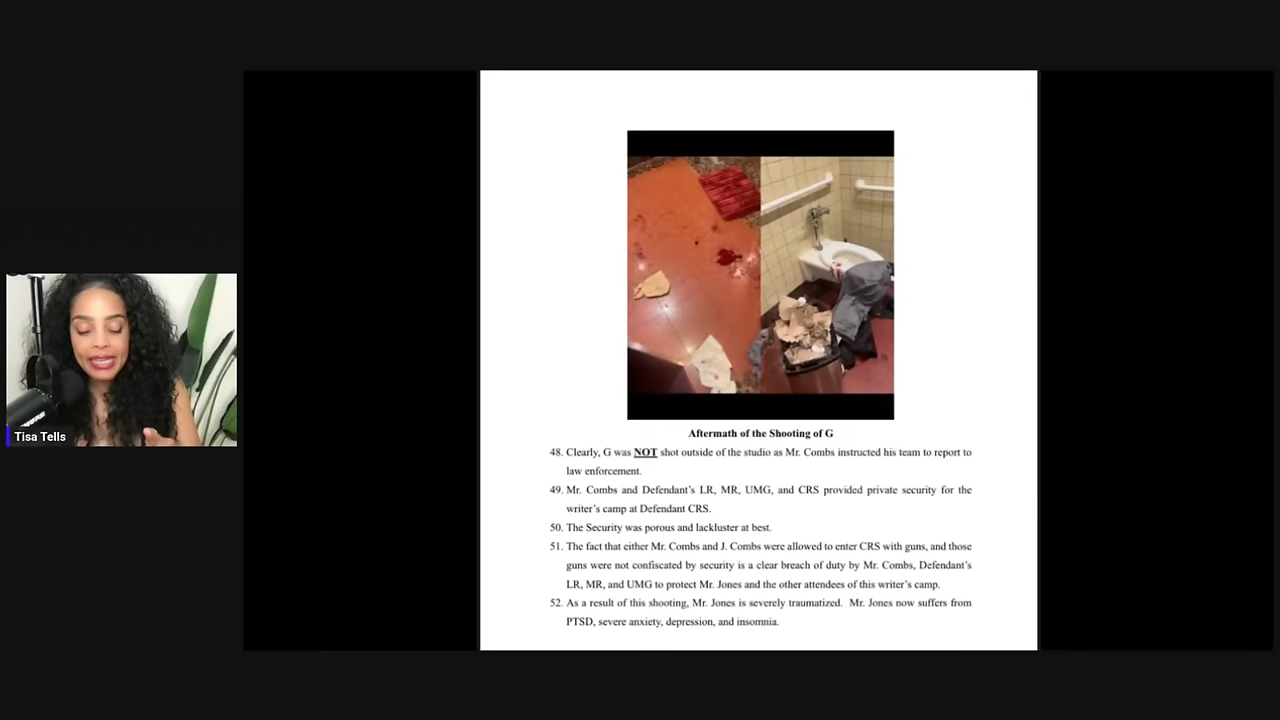 Aftermath of the Shooting of G
48. Clearly, G was NOT shot outside of the studio as Mr. Combs instructed his team to report to
law enforcement.
49. Mr. Combs and Defendant's LR, MR, UMG, and CRS provided private security for the
writer's camp at Defendant CRS.
50. The Security was porous and lackluster at best.
51. The fact that either Mr. Combs and J. Combs were allowed to enter CRS with guns, and those
guns were not confiscated by security is a clear breach of duty by Mr. Combs, Defendant's
LR, MR, and UMG to protect Mr. Jones and the other attendees of this writer's camp.
52. As a result of this shooting, Mr. Jones is severely traumatized. Mr. Jones now suffers from
PTSD, severe anxiety, depression, and insomnia.
SHURE
Tisa Tells